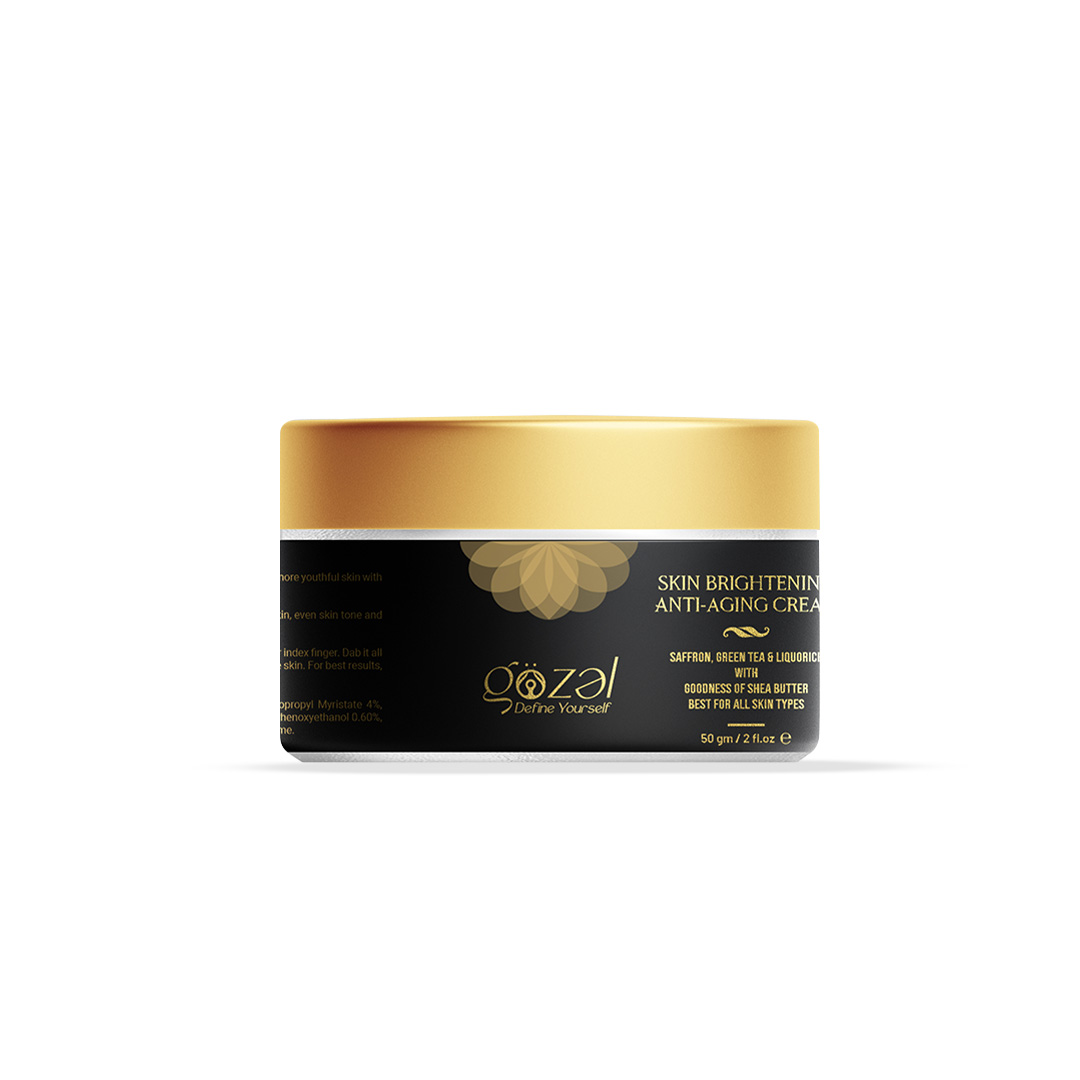 more youthful skin with
in, even skin tone and
index finger. Dab it all
skin. For best results,
opropyl Myristate 4%,
henoxyethanol 0.60%,
me.
gözəl
Define Yourself
SKIN BRIGHTENIN
ANTI-AGING CREA
SAFFRON, GREEN TEA & LIQUORICE
WITH
GOODNESS OF SHEA BUTTER
BEST FOR ALL SKIN TYPES
50 gm / 2 fl.oz ℮